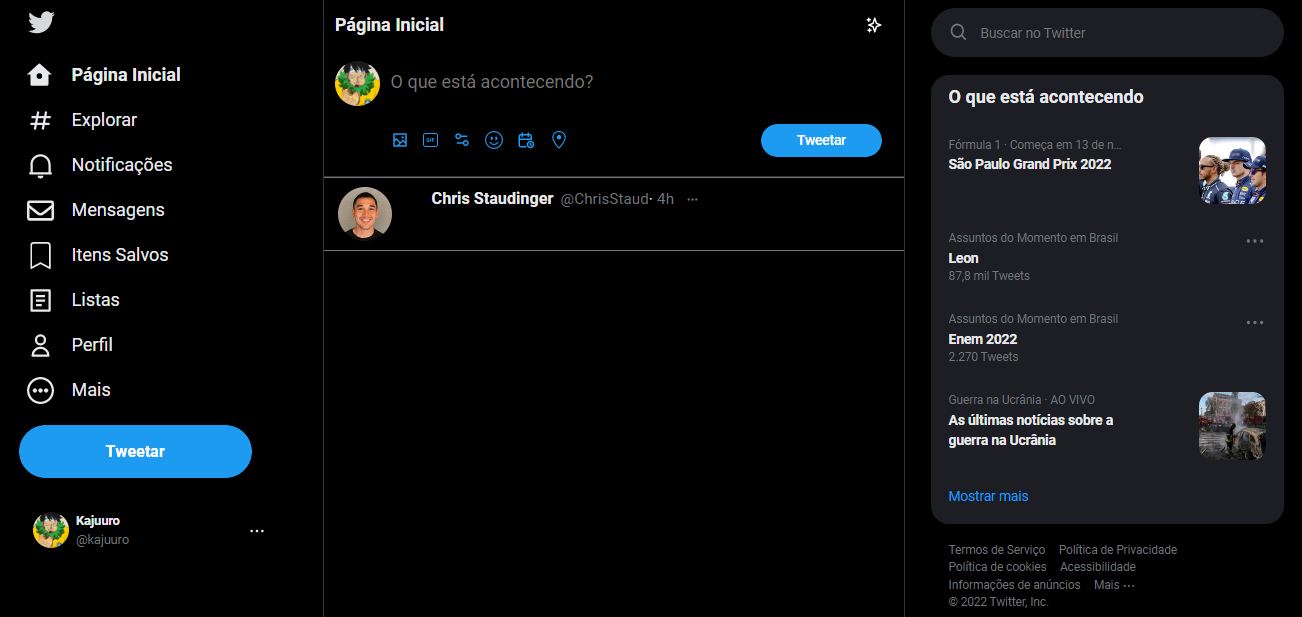 Página Inicial
Explorar
Notificações
Mensagens
Itens Salvos
Listas
Perfil
Mais
Tweetar
Kajuuro
@kajuuro
Página Inicial
O que está acontecendo?
GIF
Tweetar
Chris Staudinger @ChrisStaud· 4h
Buscar no Twitter
O que está acontecendo
Fórmula 1 · Começa em 13 de n...
São Paulo Grand Prix 2022
Assuntos do Momento em Brasil
Leon
87,8 mil Tweets
Assuntos do Momento em Brasil
Enem 2022
2.270 Tweets
Guerra na Ucrânia · AO VIVO
As últimas notícias sobre a
guerra na Ucrânia
Mostrar mais
Termos de Serviço Política de Privacidade
Política de cookies Acessibilidade
Informações de anúncios Mais ···
© 2022 Twitter, Inc.